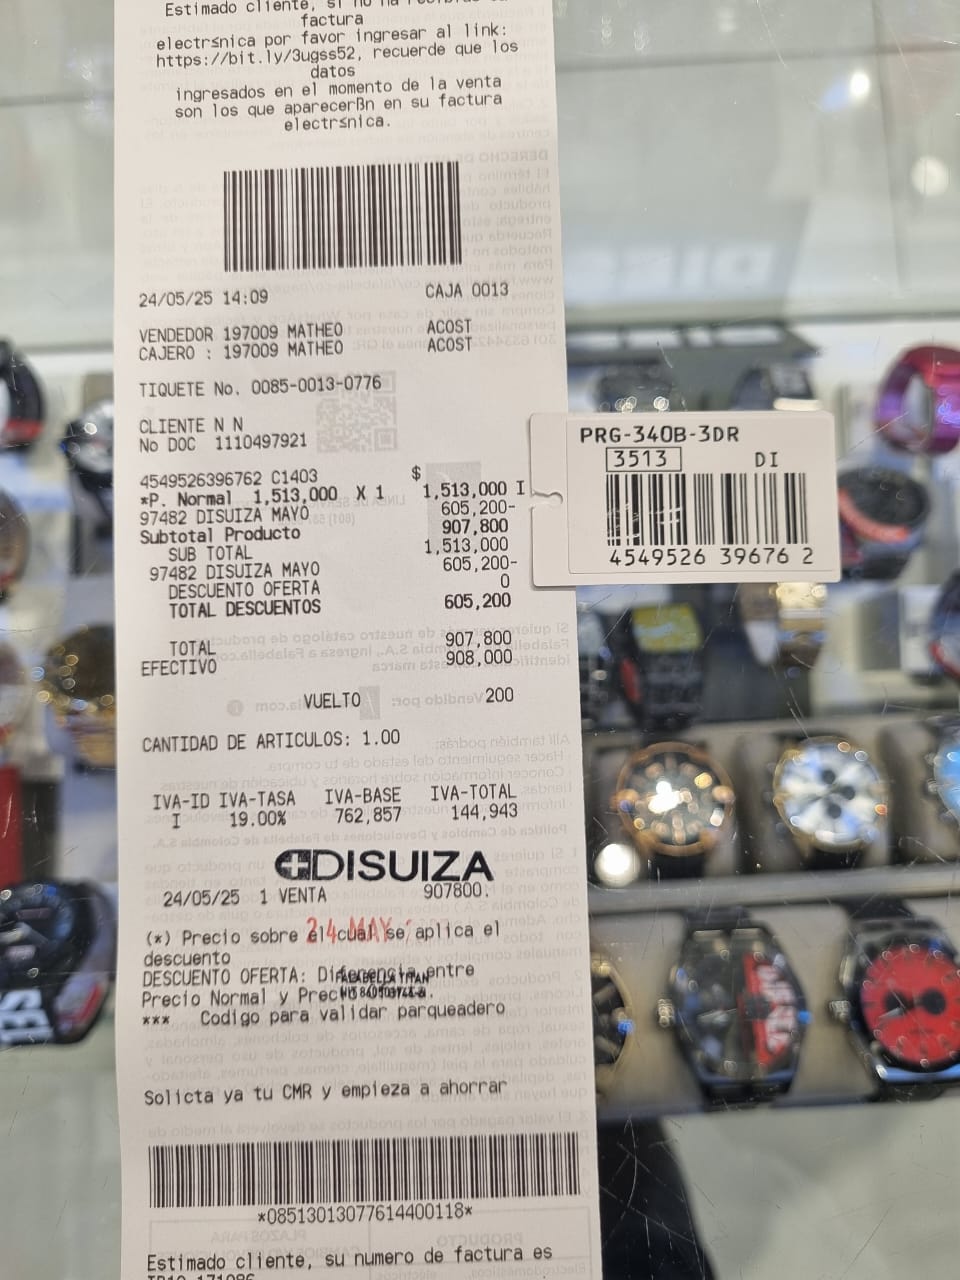 Estimado cliente, si no ha
factura
electrsnica por favor ingresar al link:
https://bit.ly/3ugss52, recuerde que los
datos
ingresados en el momento de la venta
son los que aparecerßn en su factura
electrsnica.
24/05/25 14:09 CAJA 0013
VENDEDOR 197009 MATHEO ACOST
CAJERO : 197009 MATHEO ACOST
TIQUETE No. 0085-0013-0776
CLIENTE N N
No DOC 1110497921
4549526396762 C1403 $
*P. Normal 1,513,000 X 1 1,513,000 I
97482 DISUIZA MAYO 605,200-
Subtotal Producto 907,800
SUB TOTAL 1,513,000
97482 DISUIZA MAYO 605,200-
DESCUENTO OFERTA 0
TOTAL DESCUENTOS 605,200
TOTAL 907,800
EFECTIVO 908,000
VUELTO 200
CANTIDAD DE ARTICULOS: 1.00
IVA-ID IVA-TASA IVA-BASE IVA-TOTAL
I 19.00% 762,857 144,943
DISUIZA
24/05/25 1 VENTA 907800.
24 MAY
(*) Precio sobre el cual se aplica el
descuento
DESCUENTO OFERTA: Diferencia entre
Precio Normal y
*** Codigo para validar parqueadero
Solicta ya tu CMR y empieza a ahorrar
*08513013077614400118*
Estimado cliente, su numero de factura es
PRG-340B-3DR
3513 DI
4549526 39676 2